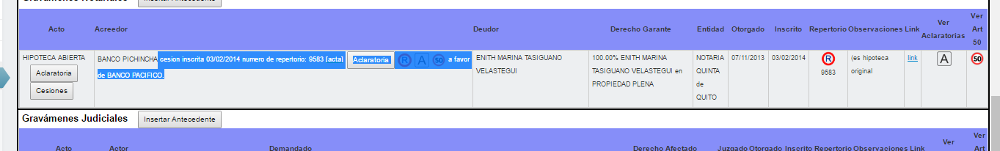 Gravámenes Notariales Insertar Antecedente
Acto Acreedor Deudor Derecho Garante Entidad Otorgado Inscrito Repertorio Observaciones Link Ver Aclaratorias Ver Art 50
HIPOTECA ABIERTA
Aclaratoria
Cesiones
BANCO PICHINCHA cesion inscrita 03/02/2014 numero de repertorio: 9583 [acta] Aclaratoria R A 50 a favor
de BANCO PACIFICO.
ENITH MARINA TASIGUANO
VELASTEGUI
100.00% ENITH MARINA
TASIGUANO VELASTEGUI en
PROPIEDAD PLENA
NOTARIA
QUINTA
de
QUITO
07/11/2013
03/02/2014
R
9583
(es hipoteca
original
link
A
50
Gravámenes Judiciales Insertar Antecedente
Acto Actor Demandado Derecho Afectado Juzgado Otorgado Inscrito Repertorio Observaciones Link Ver Ver Art